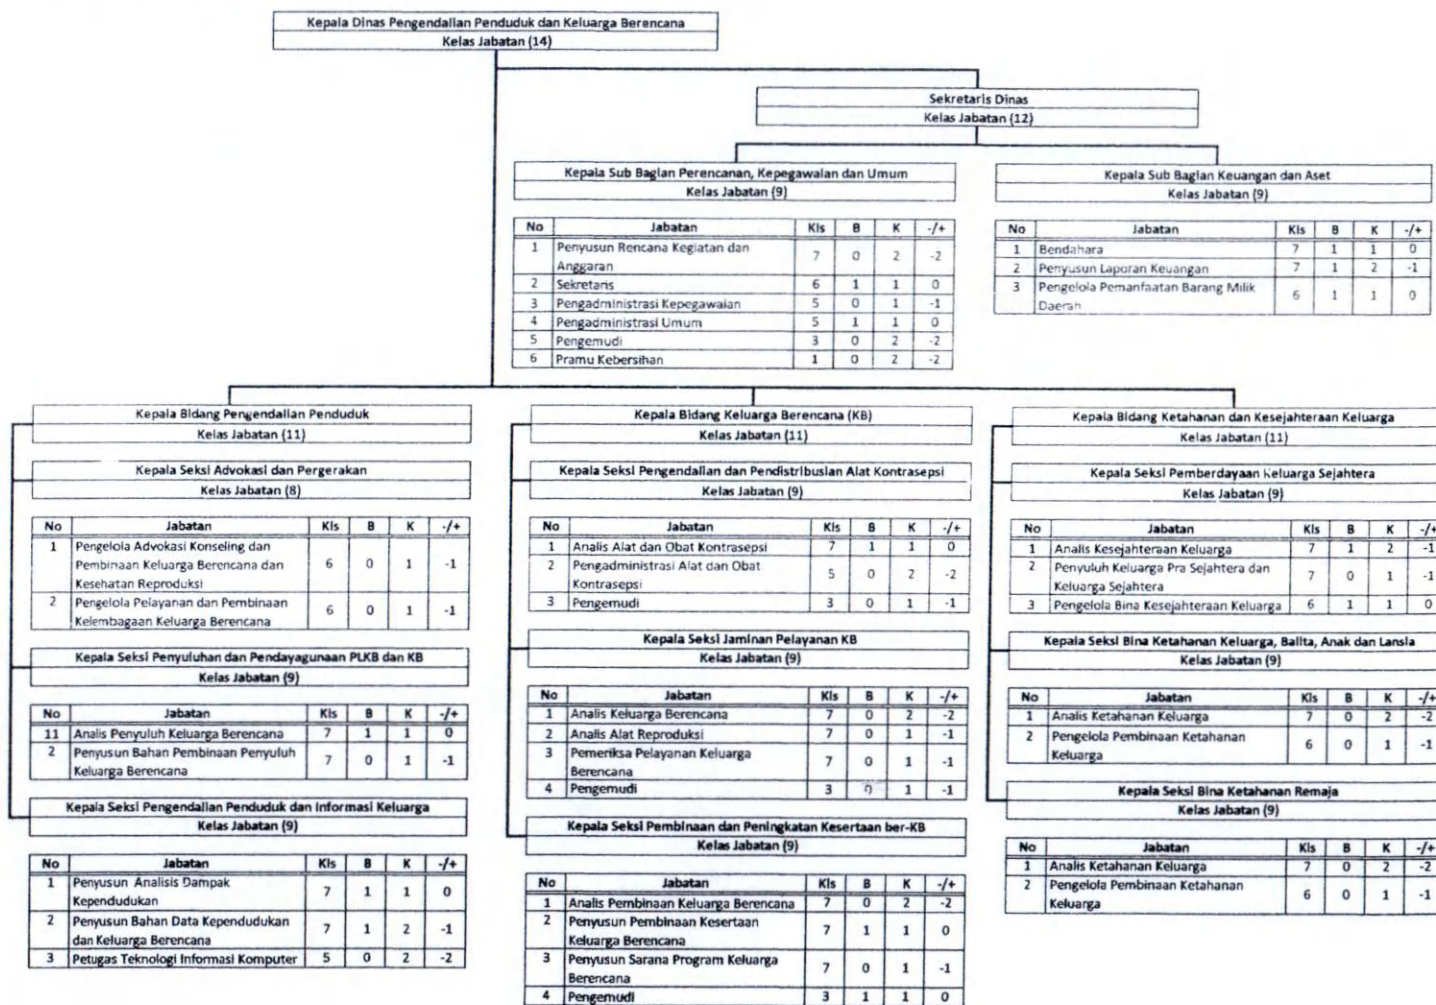 Kepala Dinas Pengendalian Penduduk dan Keluarga Berencana
Kelas Jabatan (14)
Sekretaris Dinas
Kelas Jabatan (12)
Kepala Sub Bagian Perencanan, Kepegawaian dan Umum
Kelas Jabatan (9)
No Jabatan Kls B K -/+
1 Penyusun Rencana Kegiatan dan
Anggaran 7 0 2 -2
2 Sekretaris 6 1 1 0
3 Pengadministrasi Kepegawaian 5 0 1 -1
4 Pengadministrasi Umum 5 1 1 0
5 Pengemudi 3 0 2 -2
6 Pramu Kebersihan 1 0 2 -2
Kepala Sub Bagian Keuangan dan Aset
Kelas Jabatan (9)
No Jabatan Kls B K -/+
1 Bendahara 7 1 1 0
2 Penyusun Laporan Keuangan 7 1 2 -1
3 Pengelola Pemanfaatan Barang Milik
Daerah 6 1 1 0
Kepala Bidang Pengendalian Penduduk
Kelas Jabatan (11)
Kepala Seksi Advokasi dan Pergerakan
Kelas Jabatan (8)
No Jabatan Kls B K -/+
1 Pengelola Advokasi Konseling dan
Pembinaan Keluarga Berencana dan
Kesehatan Reproduksi 6 0 1 -1
2 Pengelola Pelayanan dan Pembinaan
Kelembagaan Keluarga Berencana 6 0 1 -1
Kepala Seksi Penyuluhan dan Pendayagunaan PLKB dan KB
Kelas Jabatan (9)
No Jabatan Kls B K -/+
11 Analis Penyuluh Keluarga Berencana 7 1 1 0
2 Penyusun Bahan Pembinaan Penyuluh
Keluarga Berencana 7 0 1 -1
Kepala Seksi Pengendalian Penduduk dan Informasi Keluarga
Kelas Jabatan (9)
No Jabatan Kls B K -/+
1 Penyusun Analisis Dampak
Kependudukan 7 1 1 0
2 Penyusun Bahan Data Kependudukan
dan Keluarga Berencana 7 1 2 -1
3 Petugas Teknologi Informasi Komputer 5 0 2 -2
Kepala Bidang Keluarga Berencana (KB)
Kelas Jabatan (11)
Kepala Seksi Pengendalian dan Pendistribusian Alat Kontrasepsi
Kelas Jabatan (9)
No Jabatan Kls B K -/+
1 Analis Alat dan Obat Kontrasepsi 7 1 1 0
2 Pengadministrasi Alat dan Obat
Kontrasepsi 5 0 2 -2
3 Pengemudi 3 0 1 -1
Kepala Seksi Jaminan Pelayanan KB
Kelas Jabatan (9)
No Jabatan Kls B K -/+
1 Analis Keluarga Berencana 7 0 2 -2
2 Analis Alat Reproduksi 7 0 1 -1
3 Pemeriksa Pelayanan Keluarga
Berencana 7 0 1 -1
4 Pengemudi 3 0 1 -1
Kepala Seksi Pembinaan dan Peningkatan Kesertaan ber-KB
Kelas Jabatan (9)
No Jabatan Kls B K -/+
1 Analis Pembinaan Keluarga Berencana 7 0 2 -2
2 Penyusun Pembinaan Kesertaan
Keluarga Berencana 7 1 1 0
3 Penyusun Sarana Program Keluarga
Berencana 7 0 1 -1
4 Pengemudi 3 1 1 0
Kepala Bidang Ketahanan dan Kesejahteraan Keluarga
Kelas Jabatan (11)
Kepala Seksi Pemberdayaan Keluarga Sejahtera
Kelas Jabatan (9)
No Jabatan Kls B K -/+
1 Analis Kesejahteraan Keluarga 7 1 2 -1
2 Penyuluh Keluarga Pra Sejahtera dan
Keluarga Sejahtera 7 0 1 -1
3 Pengelola Bina Kesejahteraan Keluarga 6 1 1 0
Kepala Seksi Bina Ketahanan Keluarga, Balita, Anak dan Lansia
Kelas Jabatan (9)
No Jabatan Kls B K -/+
1 Analis Ketahanan Keluarga 7 0 2 -2
2 Pengelola Pembinaan Ketahanan
Keluarga 6 0 1 -1
Kepala Seksi Bina Ketahanan Remaja
Kelas Jabatan (9)
No Jabatan Kls B K -/+
1 Analis Ketahanan Keluarga 7 0 2 -2
2 Pengelola Pembinaan Ketahanan
Keluarga 6 0 1 -1